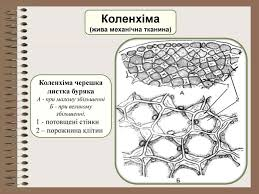 Коленхіма
(жива механічна тканина)
Коленхіма черешка
листка буряка
А - при малому збільшенні
Б - при великому
збільшенні.
1 - потовщені стінки
2 – порожнина клітин
А
Б